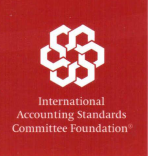 International
Accounting Standards
Committee Foundation®